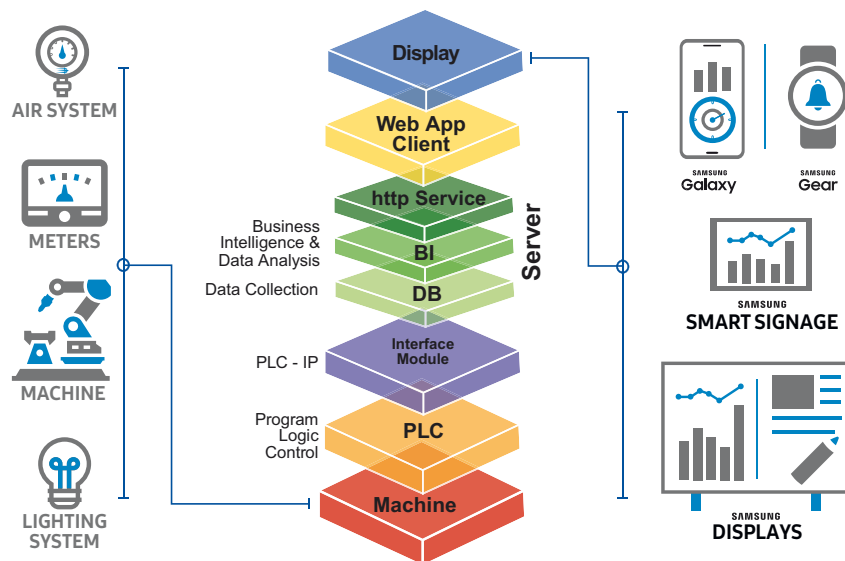 AIR SYSTEM
METERS
MACHINE
LIGHTING
SYSTEM
Display
Web App
Client
http Service
BI
DB
Server
Interface
Module
PLC
Machine
Business
Intelligence &
Data Analysis
Data Collection
PLC - IP
Program
Logic
Control
SAMSUNG
Galaxy
SAMSUNG
Gear
SAMSUNG
SMART SIGNAGE
SAMSUNG
DISPLAYS